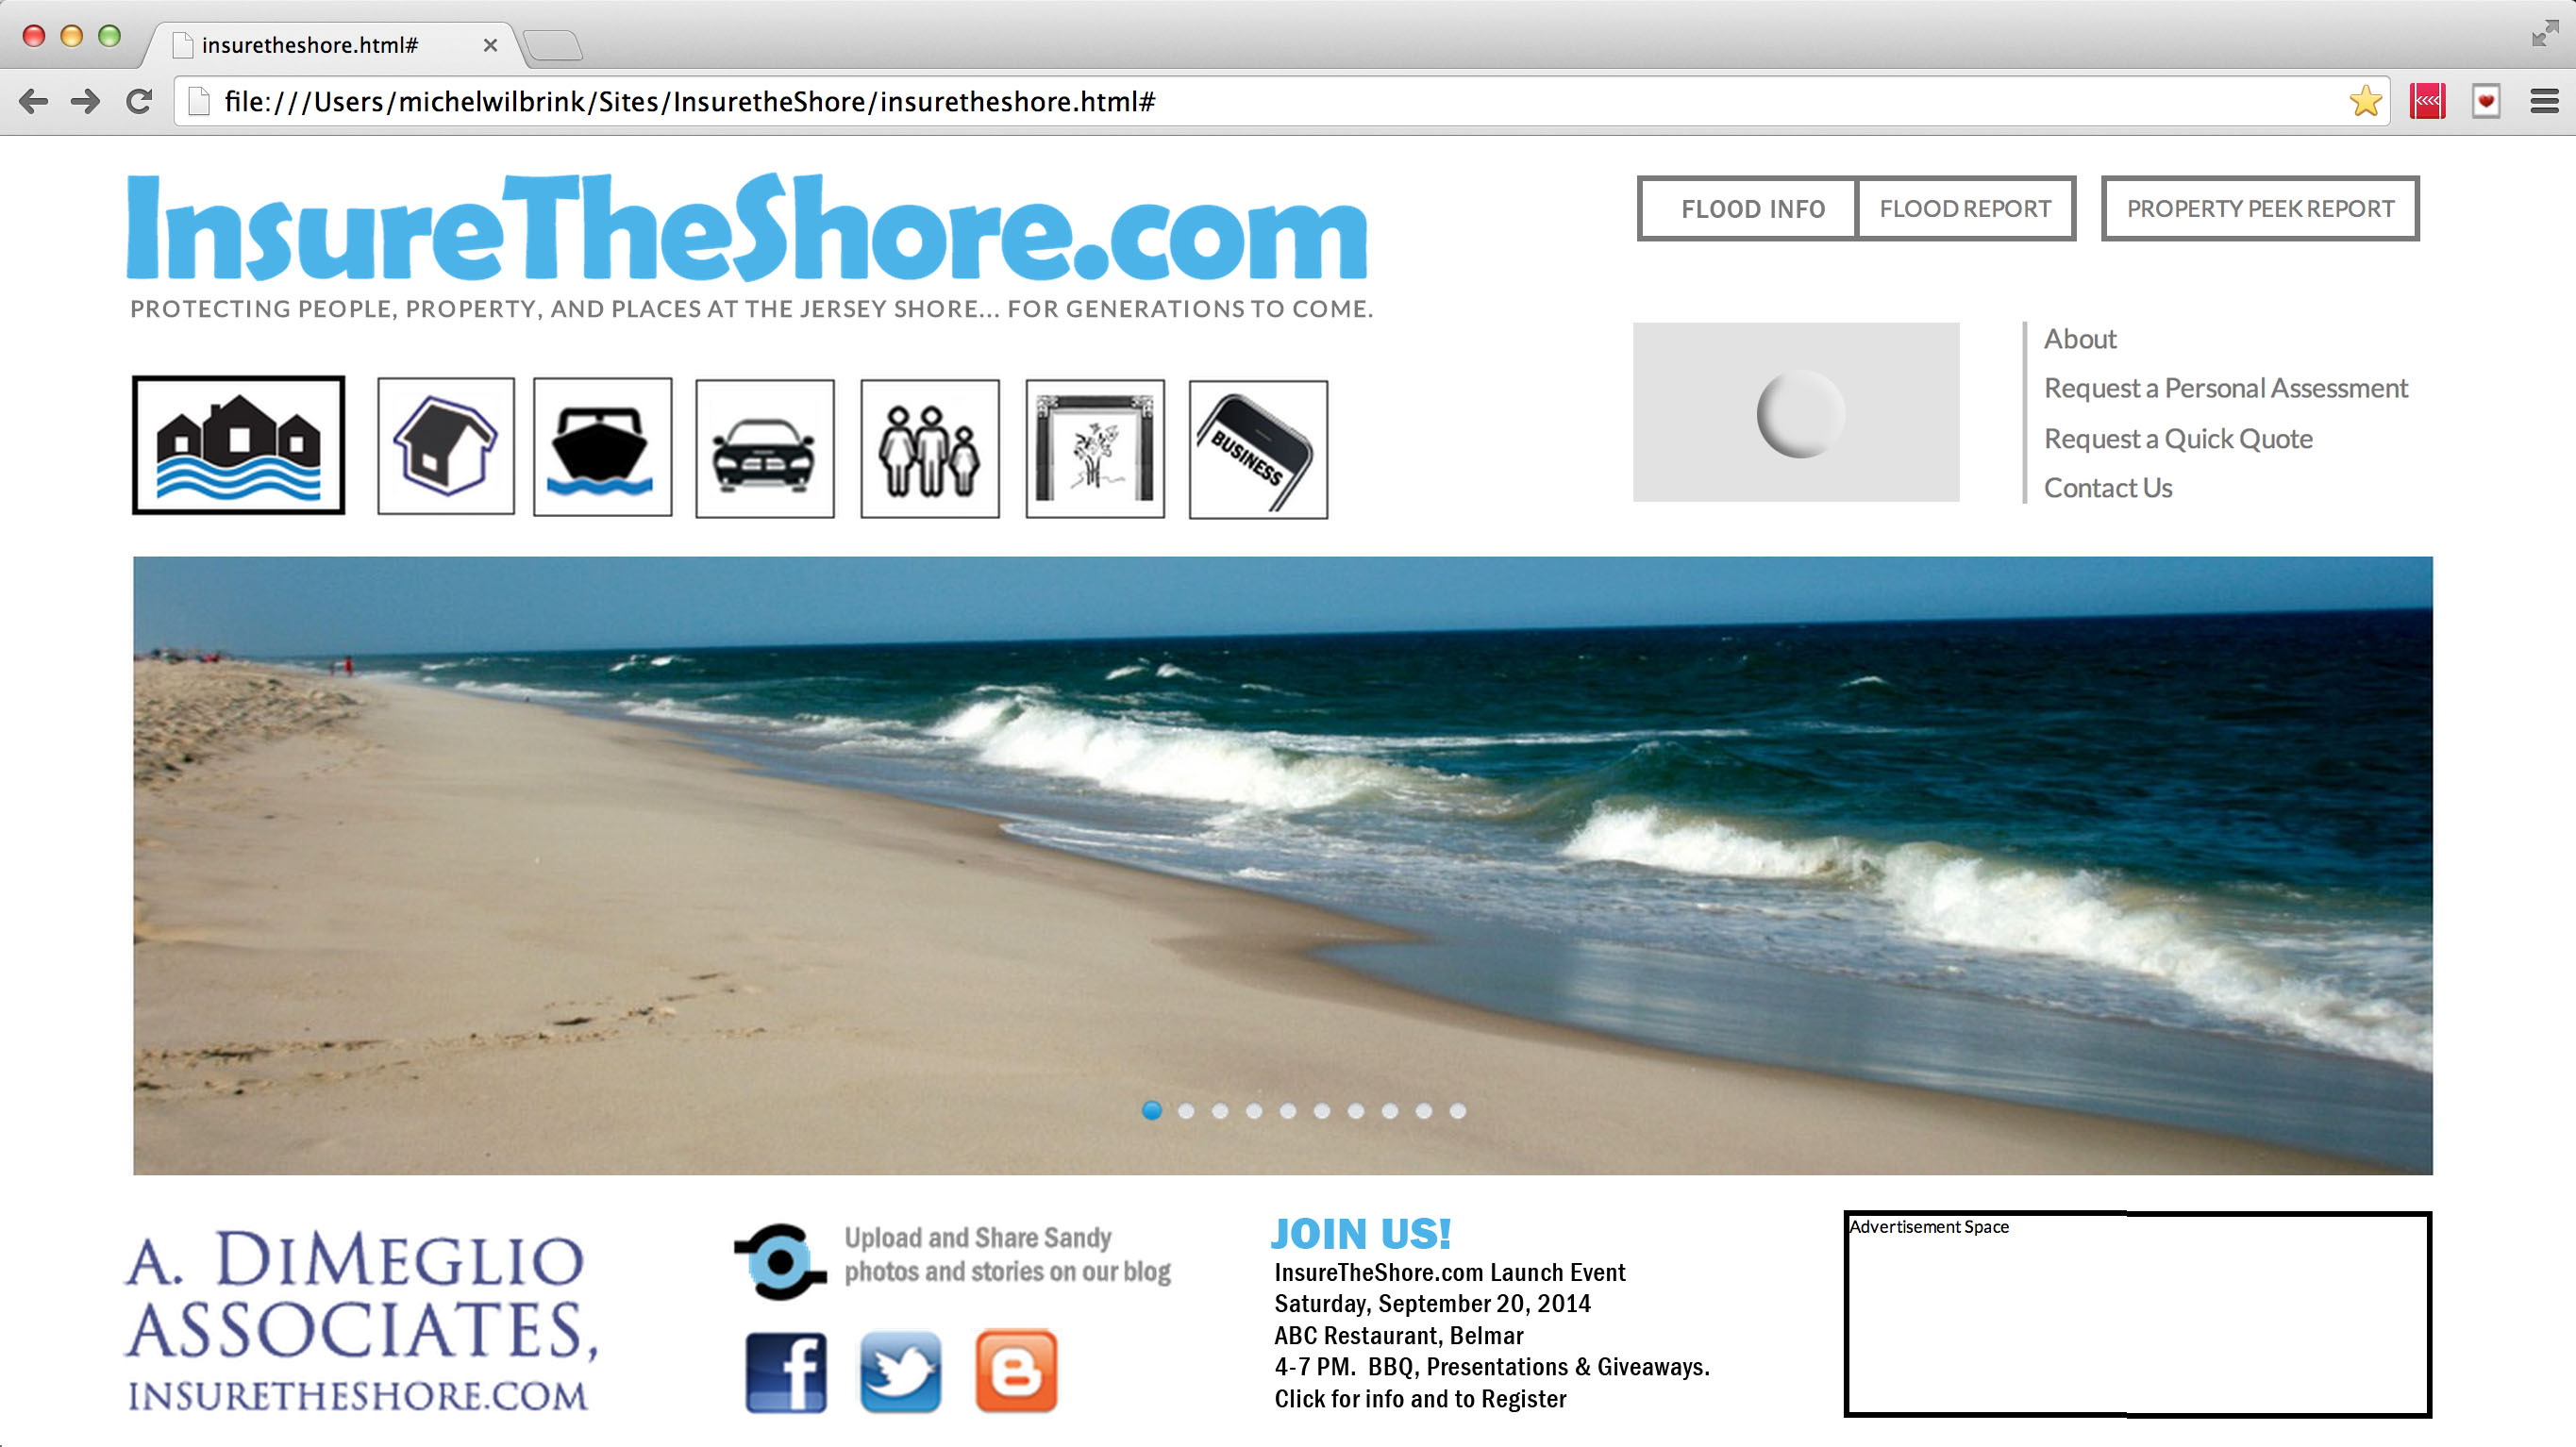 insuretheshore.html#
file:///Users/michelwilbrink/Sites/InsuretheShore/insuretheshore.html#
InsureTheShore.com
PROTECTING PEOPLE, PROPERTY, AND PLACES AT THE JERSEY SHORE... FOR GENERATIONS TO COME.
FLOOD INFO
FLOOD REPORT
PROPERTY PEEK REPORT
About
Request a Personal Assessment
Request a Quick Quote
Contact Us
BUSINESS
A. DIMEGLIO
ASSOCIATES,
INSURETHESHORE.COM
Upload and Share Sandy
photos and stories on our blog
JOIN US!
InsureTheShore.com Launch Event
Saturday, September 20, 2014
ABC Restaurant, Belmar
4-7 PM.  BBQ, Presentations & Giveaways.
Click for info and to Register
Advertisement Space